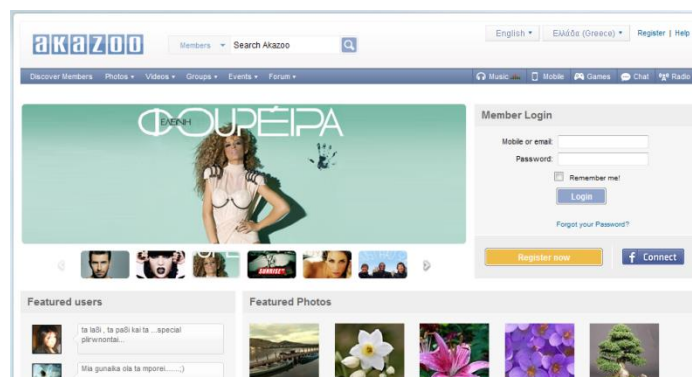 akazoo
Members Search Akazoo
English Ελλάδα (Greece) Register | Help
Discover Members Photos Videos Groups Events Forum
Music Mobile Games Chat Radio
ΕΛΕΝΗ
ΦΟUΡÉΙΡΑ
Member Login
Mobile or email:
Password:
Remember me!
Login
Forgot your Password?
Register now
f Connect
SUNRISE
Featured users
Featured Photos
ta laSi , ta paSi kai ta ...special
plirwnontai...
Mia gunaika ola ta mporei.......;)